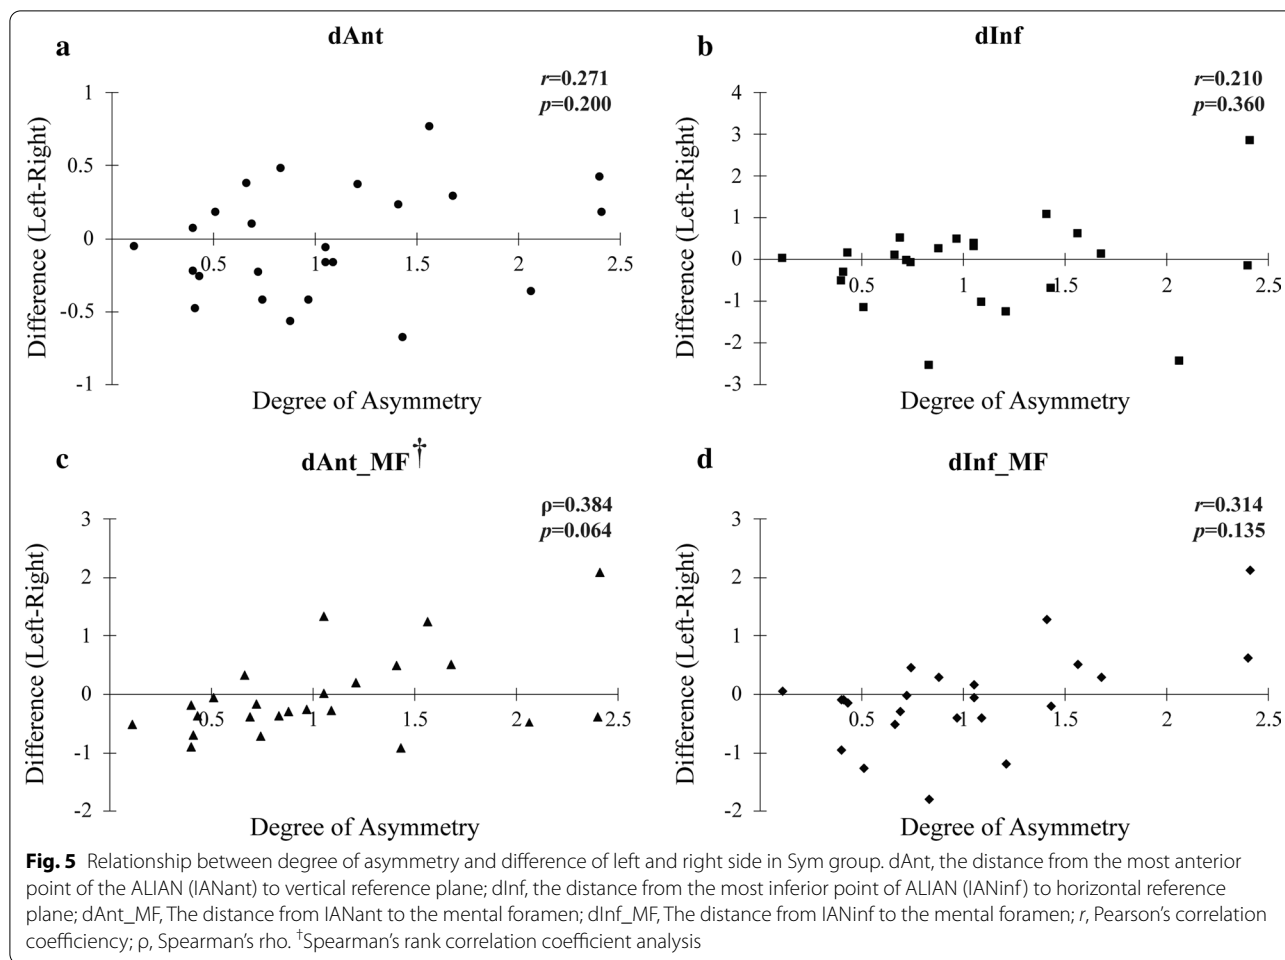 a
dAnt
r=0.271
p=0.200
1
0.5
0
-0.5
-1
0.5
1
1.5
2
2.5
Difference (Left-Right)
Degree of Asymmetry
b
dInf
r=0.210
p=0.360
4
3
2
1
0
-1
-2
-3
0.5
1
1.5
2
2.5
Difference (Left-Right)
Degree of Asymmetry
c
dAnt_MF†
ρ=0.384
p=0.064
3
2
1
0
-1
-2
0.5
1
1.5
2
2.5
Difference (Left-Right)
Degree of Asymmetry
d
dInf_MF
r=0.314
p=0.135
3
2
1
0
-1
-2
0.5
1
1.5
2
2.5
Difference (Left-Right)
Degree of Asymmetry
Fig. 5 Relationship between degree of asymmetry and difference of left and right side in Sym group. dAnt, the distance from the most anterior
point of the ALIAN (IANant) to vertical reference plane; dInf, the distance from the most inferior point of ALIAN (IANinf) to horizontal reference
plane; dAnt_MF, The distance from IANant to the mental foramen; dInf_MF, The distance from IANinf to the mental foramen; r, Pearson's correlation
coefficiency; ρ, Spearman's rho. †Spearman's rank correlation coefficient analysis